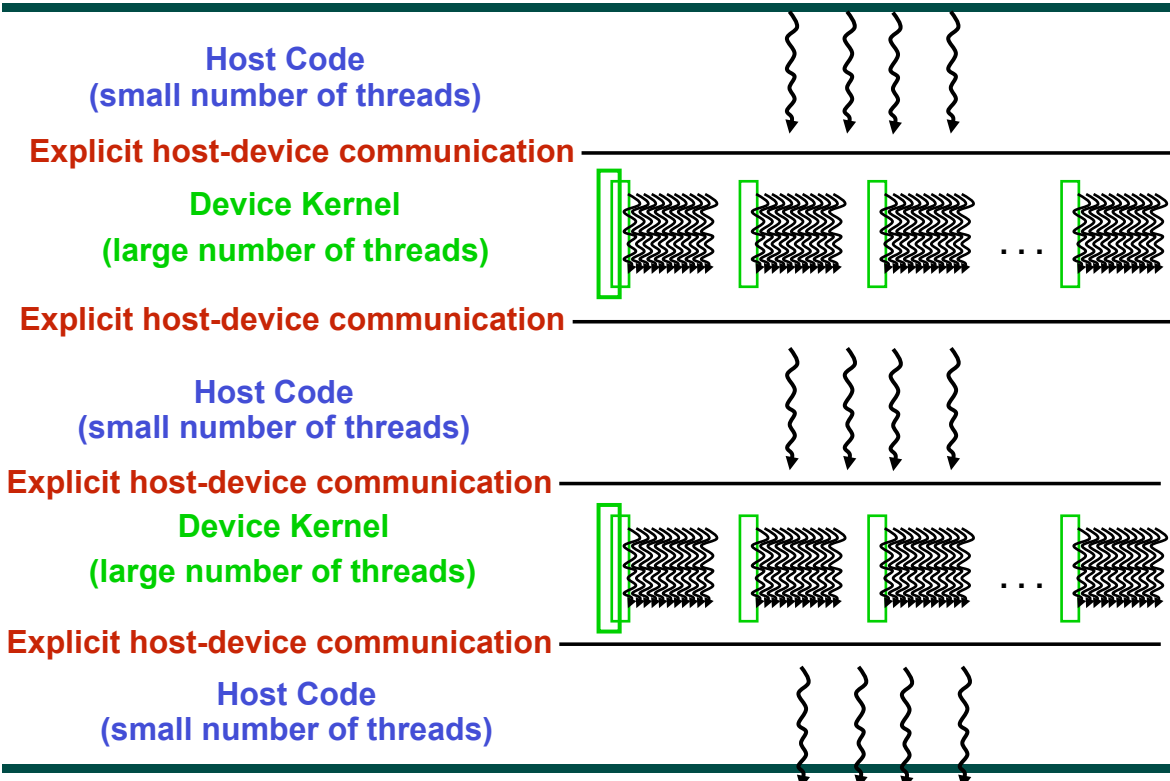 Host Code
(small number of threads)
Explicit host-device communication
Device Kernel
(large number of threads)
. . .
Explicit host-device communication
Host Code
(small number of threads)
Explicit host-device communication
Device Kernel
(large number of threads)
. . .
Explicit host-device communication
Host Code
(small number of threads)